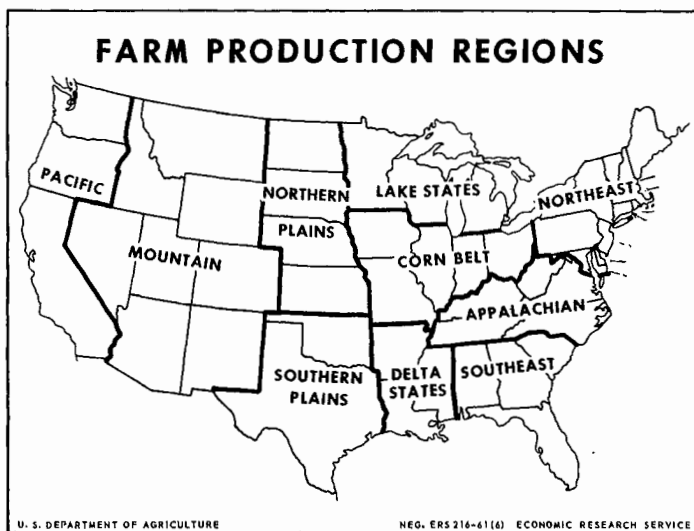 FARM PRODUCTION REGIONS
PACIFIC
MOUNTAIN
NORTHERN
PLAINS
LAKE STATES
CORN BELT
NORTHEAST
APPALACHIAN
SOUTHEAST
DELTA
STATES
SOUTHERN
PLAINS
U. S. DEPARTMENT OF AGRICULTURE
NEG. ERS 216-61(6) ECONOMIC RESEARCH SERVICE